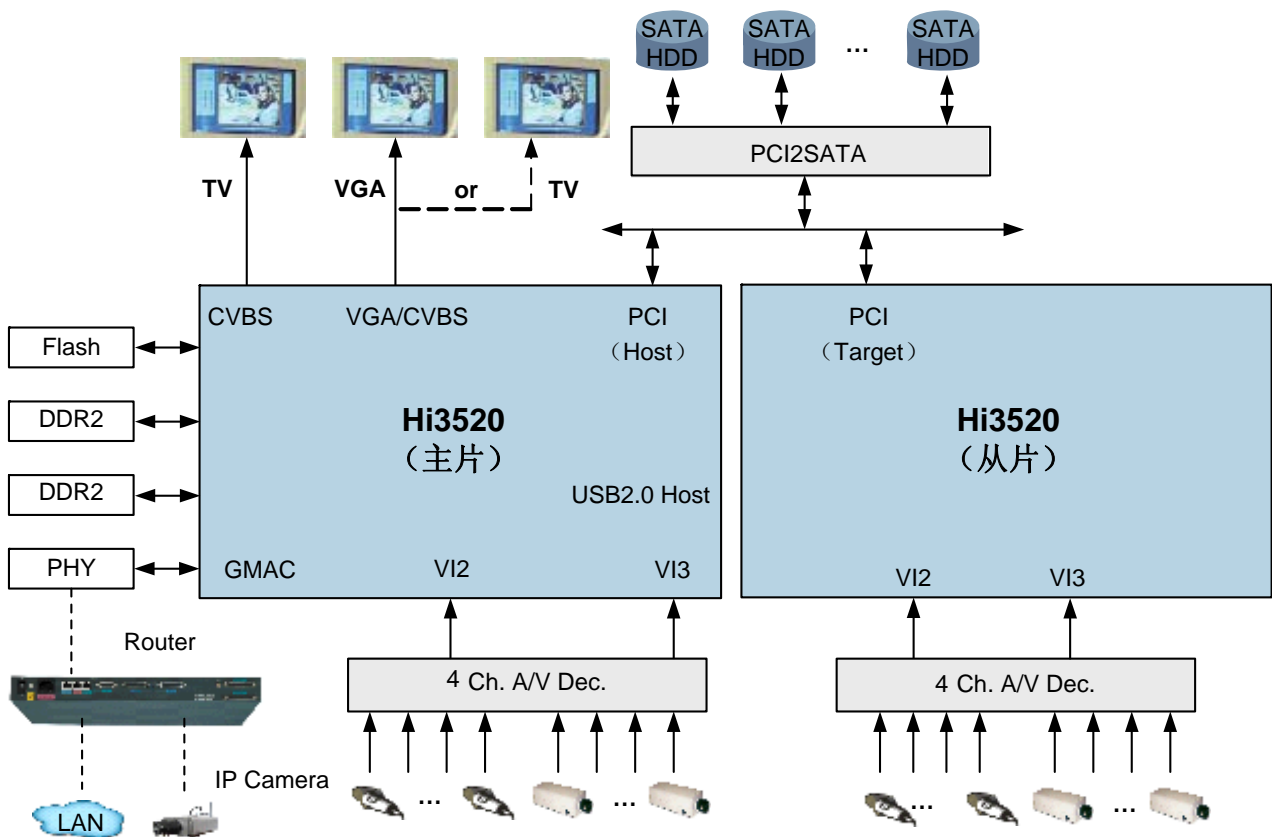 SATA
HDD
SATA
HDD
...
SATA
HDD
PCI2SATA
TV
VGA
or
TV
CVBS
VGA/CVBS
PCI
（Host）
PCI
（Target）
Flash
DDR2
DDR2
PHY
Hi3520
（主片）
Hi3520
（从片）
USB2.0 Host
GMAC
VI2
VI3
VI2
VI3
Router
4 Ch. A/V Dec.
4 Ch. A/V Dec.
IP Camera
LAN
...
...
...
...